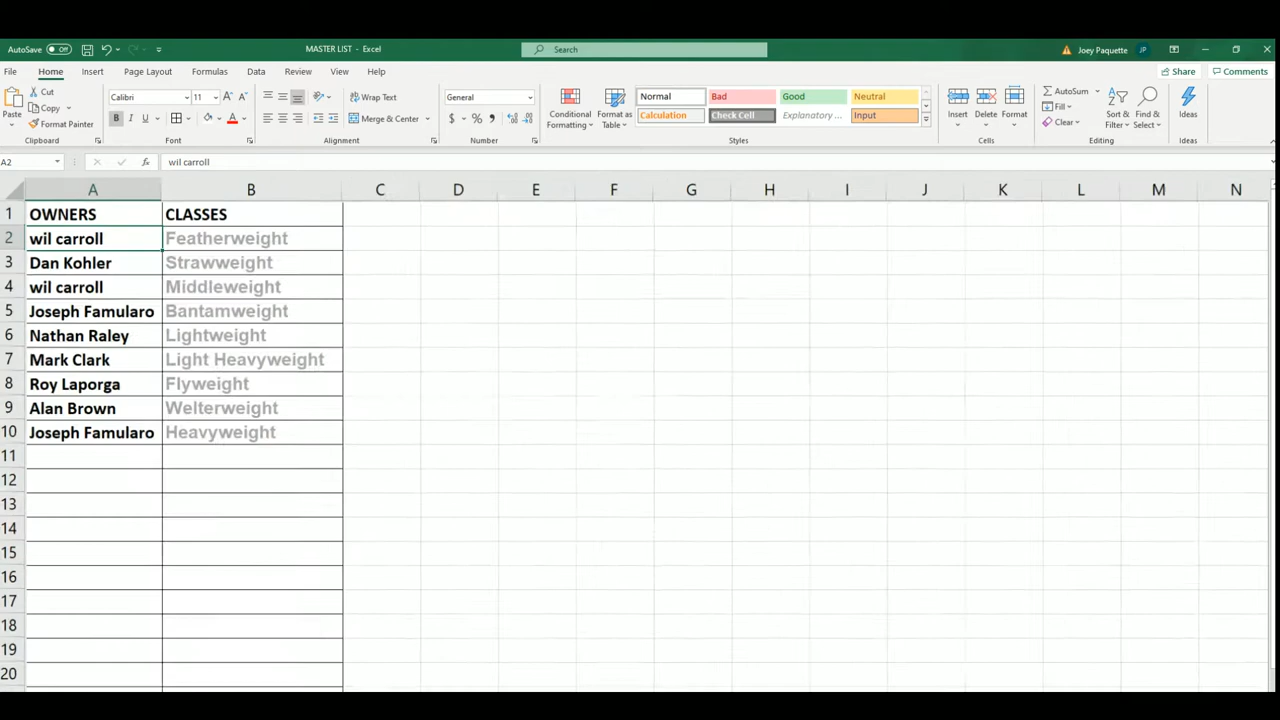 AutoSave Off MASTER LIST - Excel Search Joey Paquette JP
File Home Insert Page Layout Formulas Data Review View Help Share Comments
Paste Cut Copy Format Painter Clipboard
Calibri 11 A A B I U A Font
Wrap Text Merge & Center Alignment
General $ % , Number
Conditional Formatting Format as Table
Normal Bad Good Neutral
Calculation Check Cell Explanatory ... Input
Styles
Insert Delete Format Cells
AutoSum Fill Clear Sort & Filter Find & Select Editing
Ideas Ideas
A2 fx wil carroll
A B C D E F G H I J K L M N
1 OWNERS CLASSES
2 wil carroll Featherweight
3 Dan Kohler Strawweight
4 wil carroll Middleweight
5 Joseph Famularo Bantamweight
6 Nathan Raley Lightweight
7 Mark Clark Light Heavyweight
8 Roy Laporga Flyweight
9 Alan Brown Welterweight
10 Joseph Famularo Heavyweight
11
12
13
14
15
16
17
18
19
20